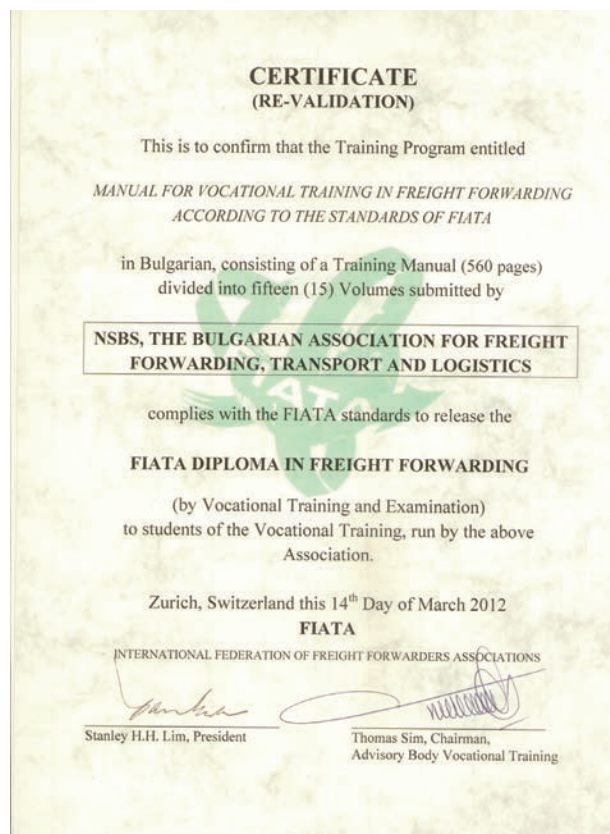 CERTIFICATE
(RE-VALIDATION)
This is to confirm that the Training Program entitled
MANUAL FOR VOCATIONAL TRAINING IN FREIGHT FORWARDING
ACCORDING TO THE STANDARDS OF FIATA
in Bulgarian, consisting of a Training Manual (560 pages)
divided into fifteen (15) Volumes submitted by
NSBS, THE BULGARIAN ASSOCIATION FOR FREIGHT
FORWARDING, TRANSPORT AND LOGISTICS
FIATA
complies with the FIATA standards to release the
FIATA DIPLOMA IN FREIGHT FORWARDING
(by Vocational Training and Examination)
to students of the Vocational Training, run by the above
Association.
Zurich, Switzerland this 14th Day of March 2012
FIATA
INTERNATIONAL FEDERATION OF FREIGHT FORWARDERS ASSOCIATIONS
Stanley H.H. Lim, President
Thomas Sim, Chairman,
Advisory Body Vocational Training